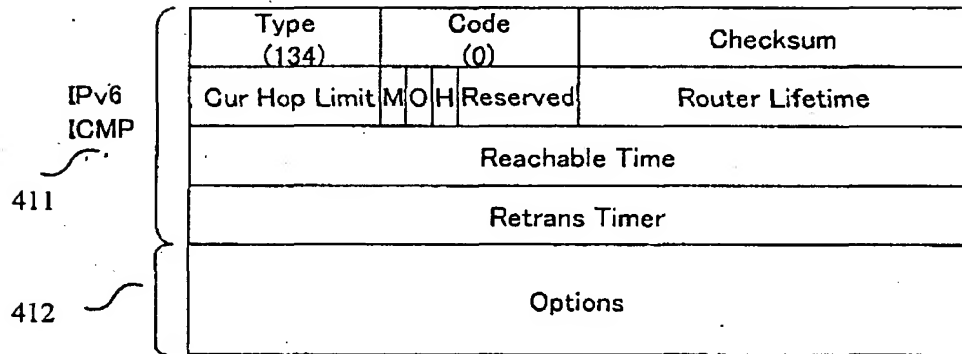 Type
(134)
Code
(0)
Checksum
Cur Hop Limit
M
O
H
Reserved
Router Lifetime
Reachable Time
Retrans Timer
Options
IPv6
ICMP
411
412